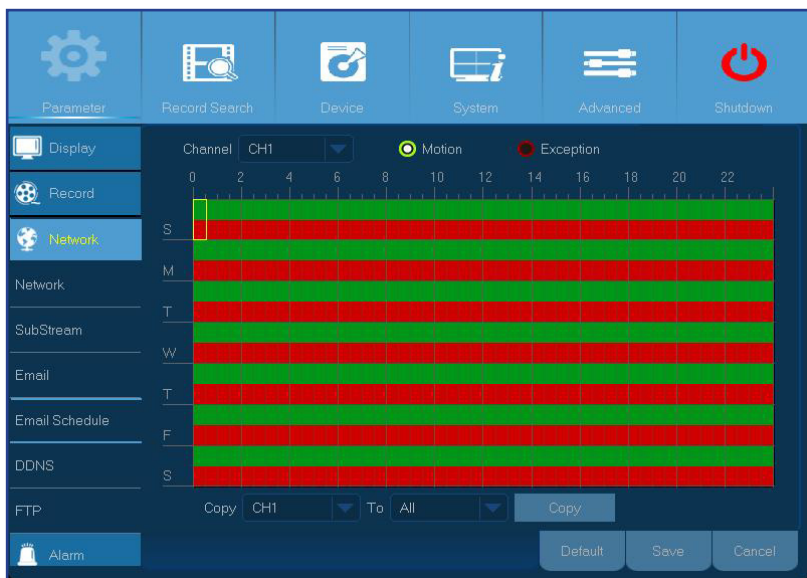 Parameter
Record Search
Device
System
Advanced
Shutdown
Display
Record
Network
Network
SubStream
Email
Email Schedule
DDNS
FTP
Alarm
Channel CH1 Motion Exception
0 2 4 6 8 10 12 14 16 18 20 22
S
M
T
W
T
F
S
Copy CH1 To All Copy
Default Save Cancel